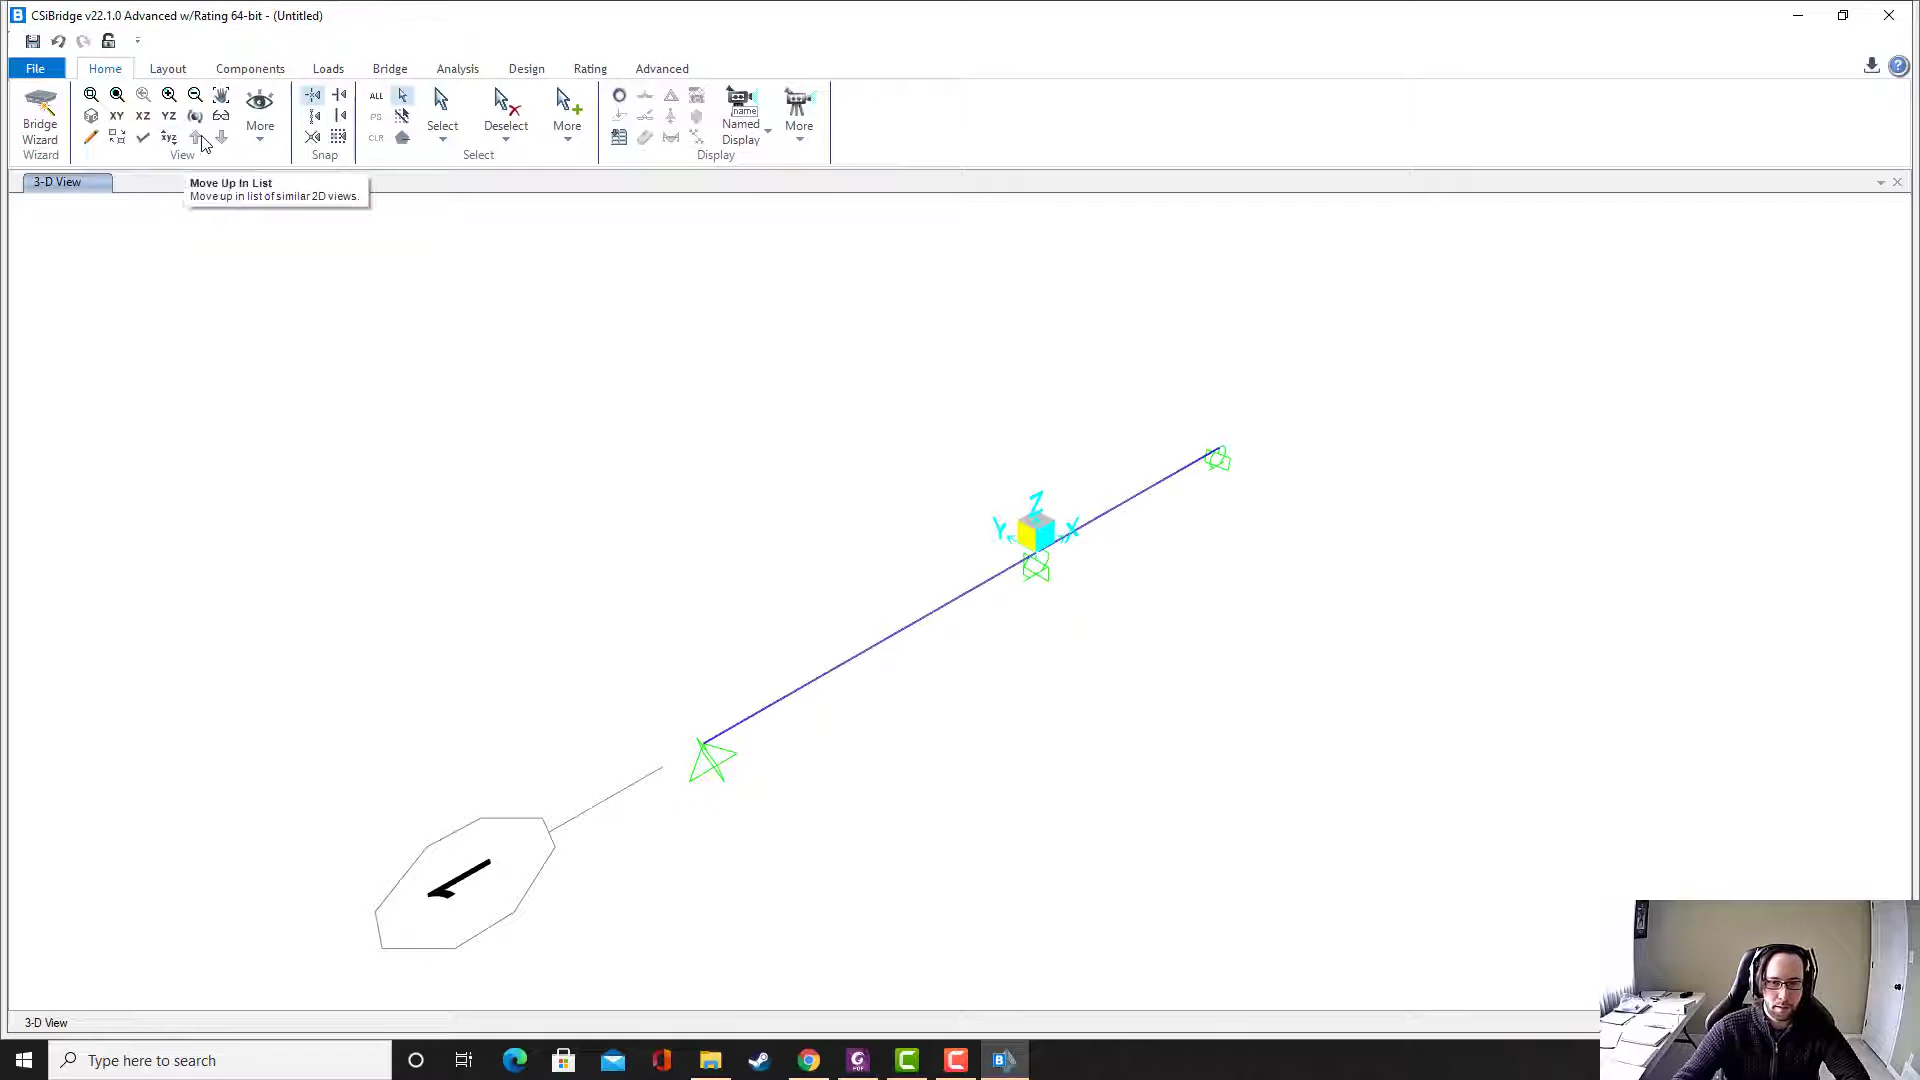 CSiBridge v22.1.0 Advanced w/Rating 64-bit - (Untitled)
File Home Layout Components Loads Bridge Analysis Design Rating Advanced
Bridge Wizard
Wizard
XY XZ YZ
xyz
More
View
Snap
ALL
PS
CLR
Select
Deselect
More
Select
name
Named Display
More
Display
3-D View
Move Up In List
Move up in list of similar 2D views.
Z
Y X
1
3-D View
Type here to search